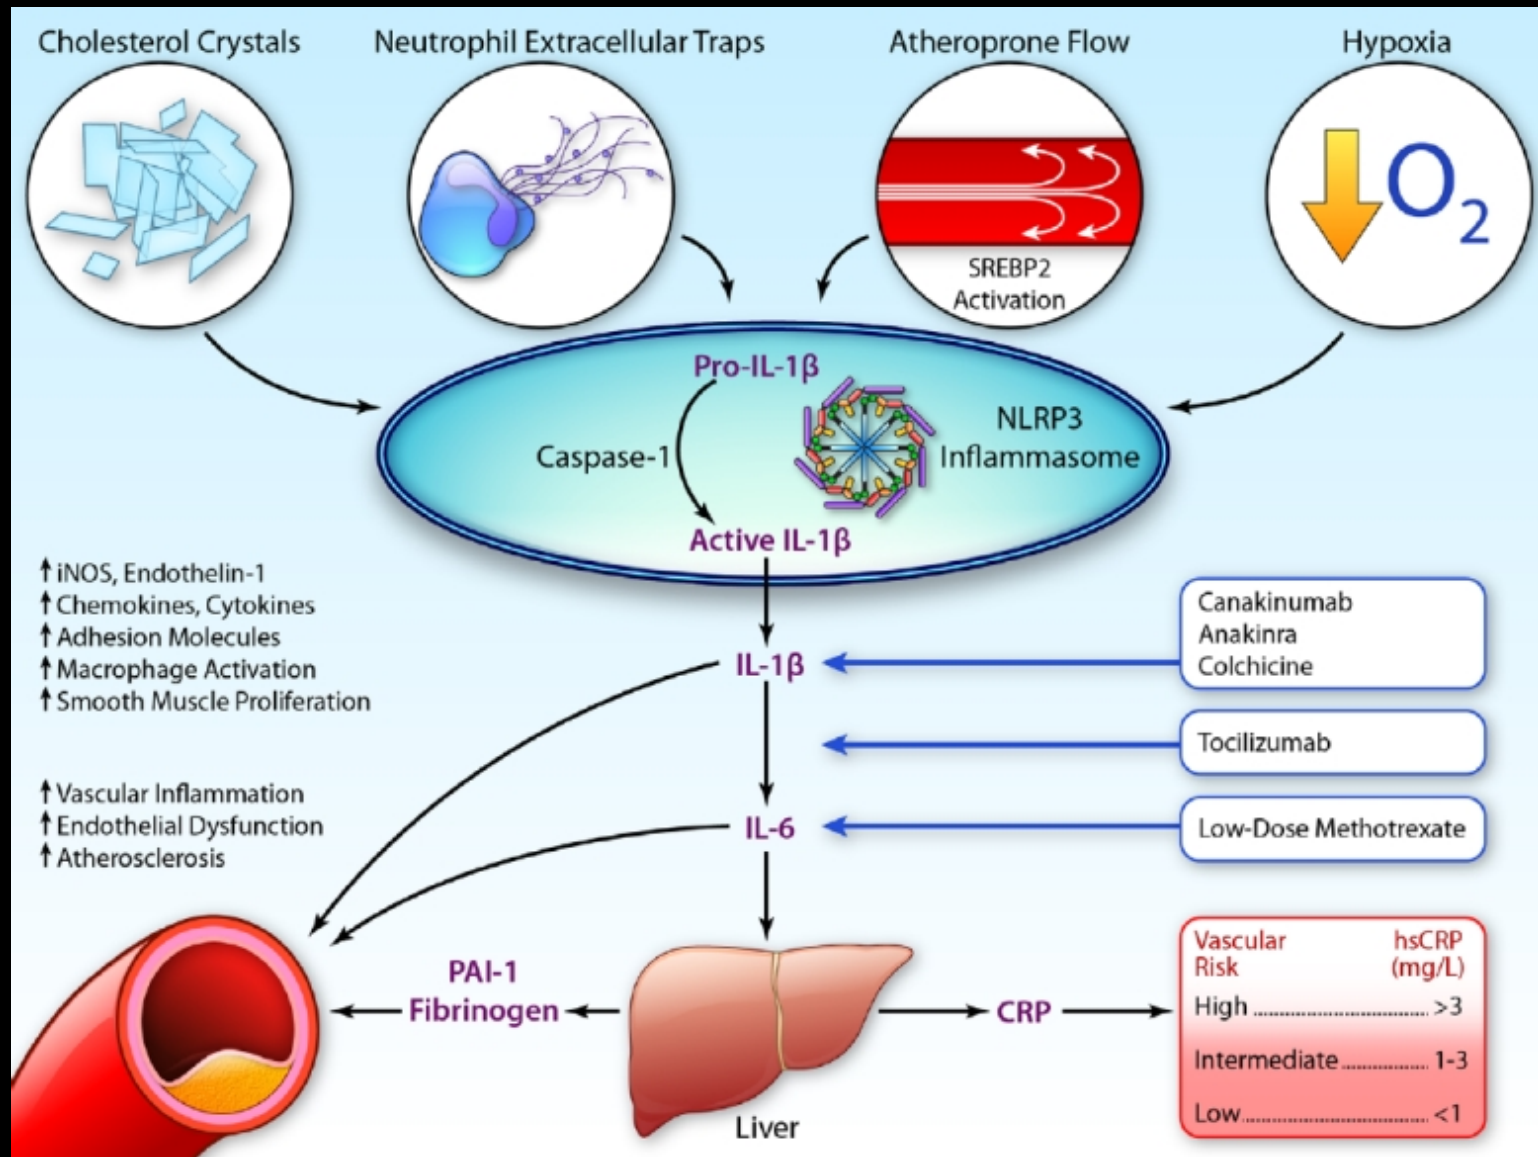 Cholesterol Crystals
Neutrophil Extracellular Traps
Atheroprone Flow
Hypoxia
O2
SREBP2
Activation
Pro-IL-1β
NLRP3
Inflammasome
Caspase-1
Active IL-1β
iNOS, Endothelin-1
Chemokines, Cytokines
Adhesion Molecules
Macrophage Activation
Smooth Muscle Proliferation
Canakinumab
Anakinra
Colchicine
IL-1β
Tocilizumab
Vascular Inflammation
Endothelial Dysfunction
Atherosclerosis
IL-6
Low-Dose Methotrexate
PAI-1
Fibrinogen
Liver
CRP
Vascular hsCRP
Risk (mg/L)
High ........................ >3
Intermediate ............ 1-3
Low ........................ <1